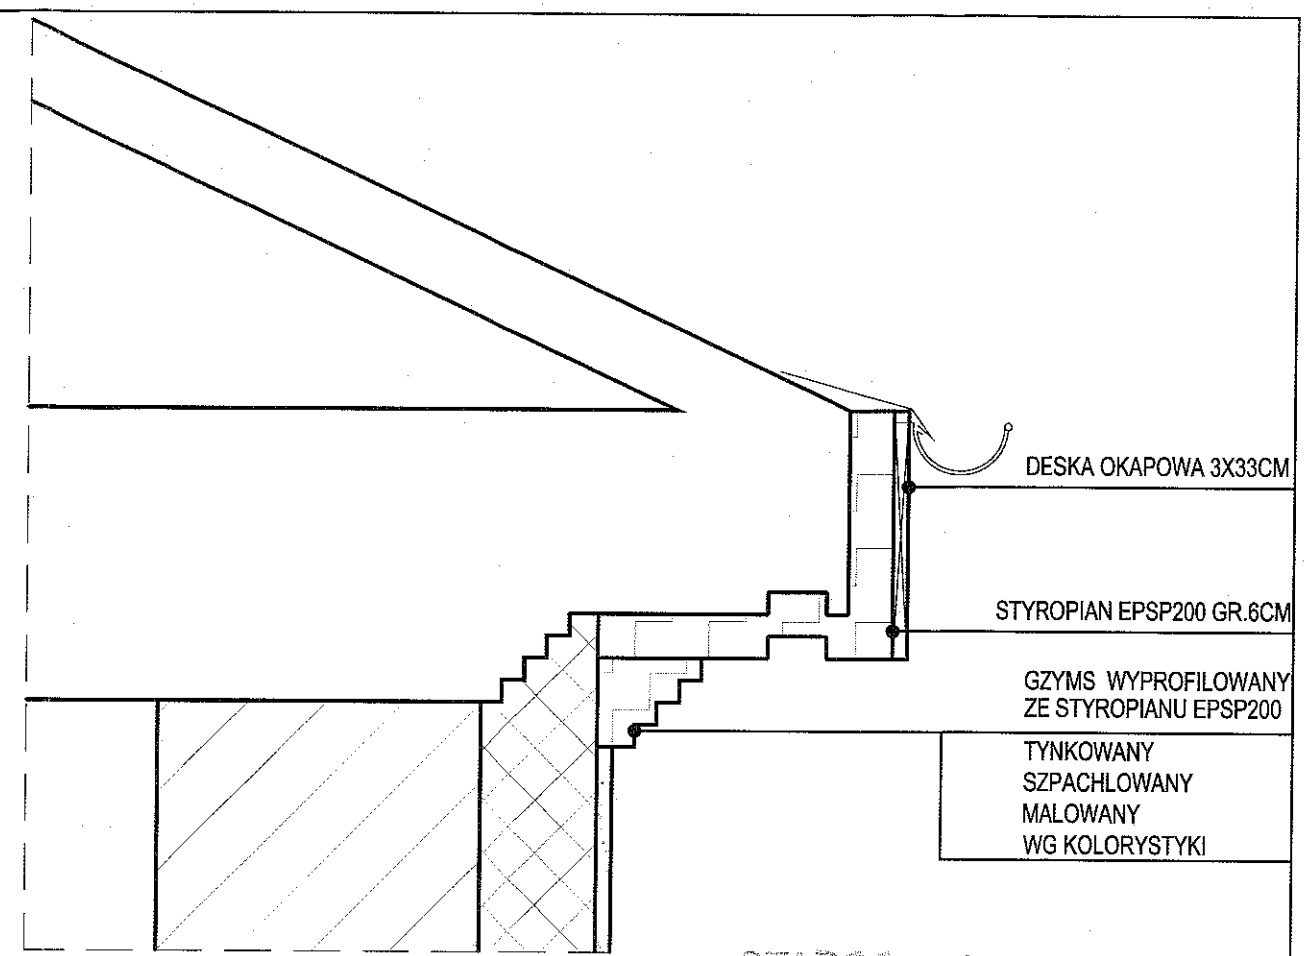 DESKA OKAPOWA 3X33CM
STYROPIAN EPSP200 GR.6CM
GZYMS WYPROFILOWANY
ZE STYROPIANU EPSP200
TYNKOWANY
SZPACHLOWANY
MALOWANY
WG KOLORYSTYKI